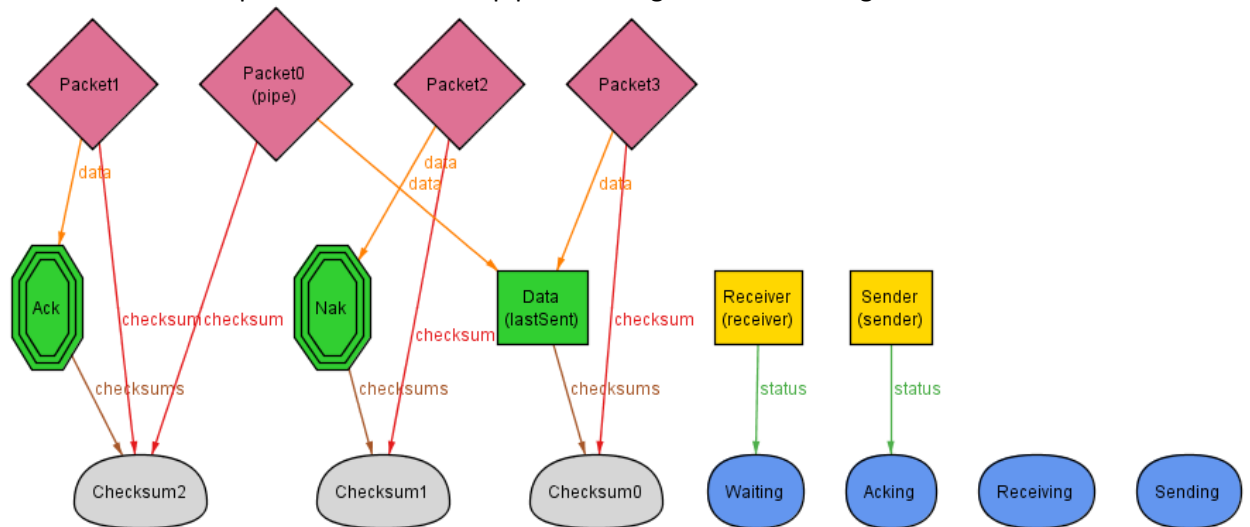 Packet1
Packet0
(pipe)
Packet2
Packet3
data
data
data
data
Ack
Nak
Data
(lastSent)
Receiver
(receiver)
Sender
(sender)
checksum
checksum
checksum
checksum
checksums
checksums
checksums
status
status
Checksum2
Checksum1
Checksum0
Waiting
Acking
Receiving
Sending